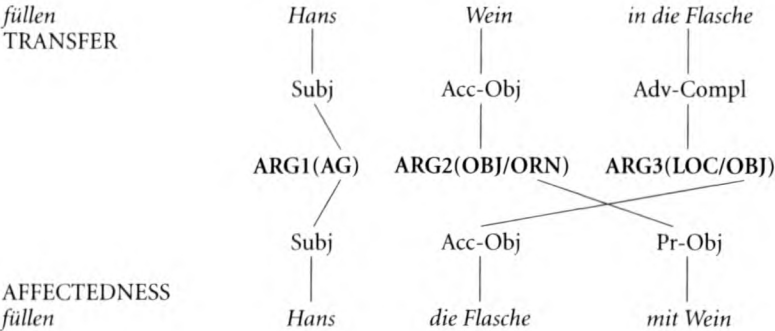 füllen Hans Wein in die Flasche
TRANSFER
Subj Acc-Obj Adv-Compl
ARG1(AG) ARG2(OBJ/ORN) ARG3(LOC/OBJ)
Subj Acc-Obj Pr-Obj
AFFECTEDNESS
füllen Hans die Flasche mit Wein